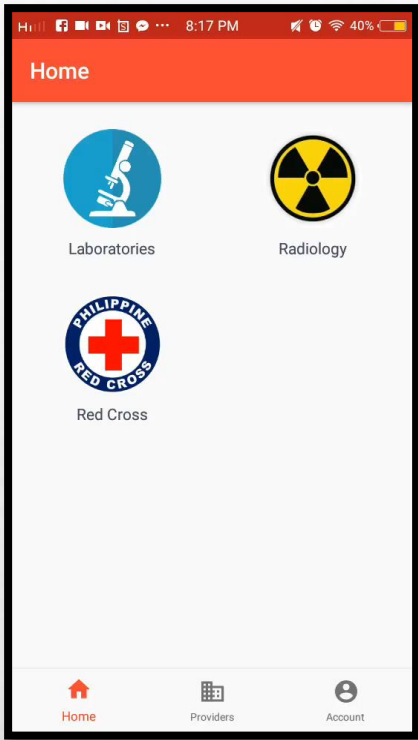 8:17 PM 40%
Home
Laboratories Radiology
PHILIPPINE
RED CROSS
Red Cross
Home Providers Account